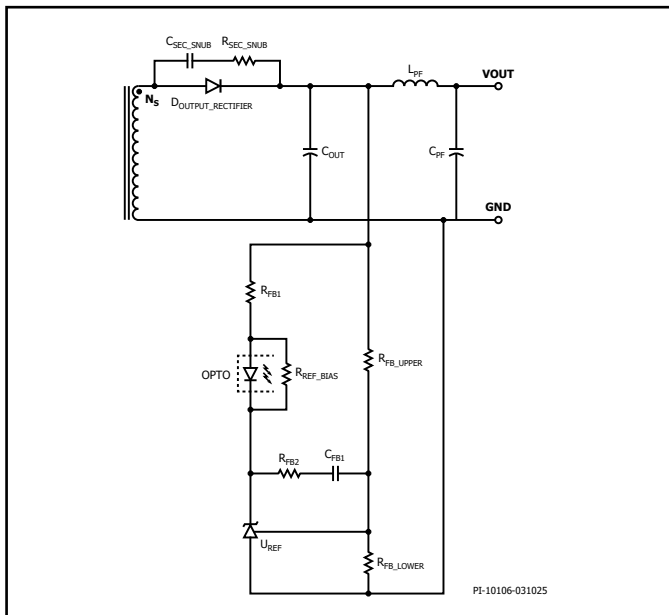 C_SEC_SNUB R_SEC_SNUB
L_PF
VOUT
N_S
D_OUTPUT_RECTIFIER
C_OUT
C_PF
GND
R_FB1
R_FB_UPPER
OPTO
R_REF_BIAS
R_FB2 C_FB1
U_REF
R_FB_LOWER
PI-10106-031025